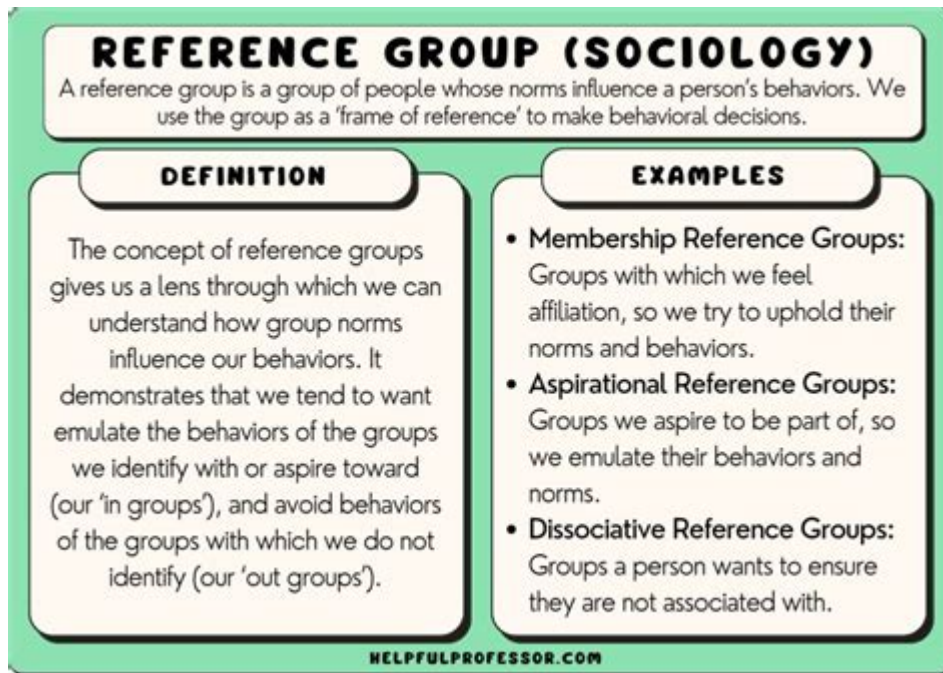 REFERENCE GROUP (SOCIOLOGY)
A reference group is a group of people whose norms influence a person's behaviors. We
use the group as a 'frame of reference' to make behavioral decisions.
DEFINITION
The concept of reference groups
gives us a lens through which we can
understand how group norms
influence our behaviors. It
demonstrates that we tend to want
emulate the behaviors of the groups
we identify with or aspire toward
(our 'in groups'), and avoid behaviors
of the groups with which we do not
identify (our 'out groups').
EXAMPLES
• Membership Reference Groups:
Groups with which we feel
affiliation, so we try to uphold their
norms and behaviors.
• Aspirational Reference Groups:
Groups we aspire to be part of, so
we emulate their behaviors and
norms.
• Dissociative Reference Groups:
Groups a person wants to ensure
they are not associated with.
HELPFULPROFESSOR.COM